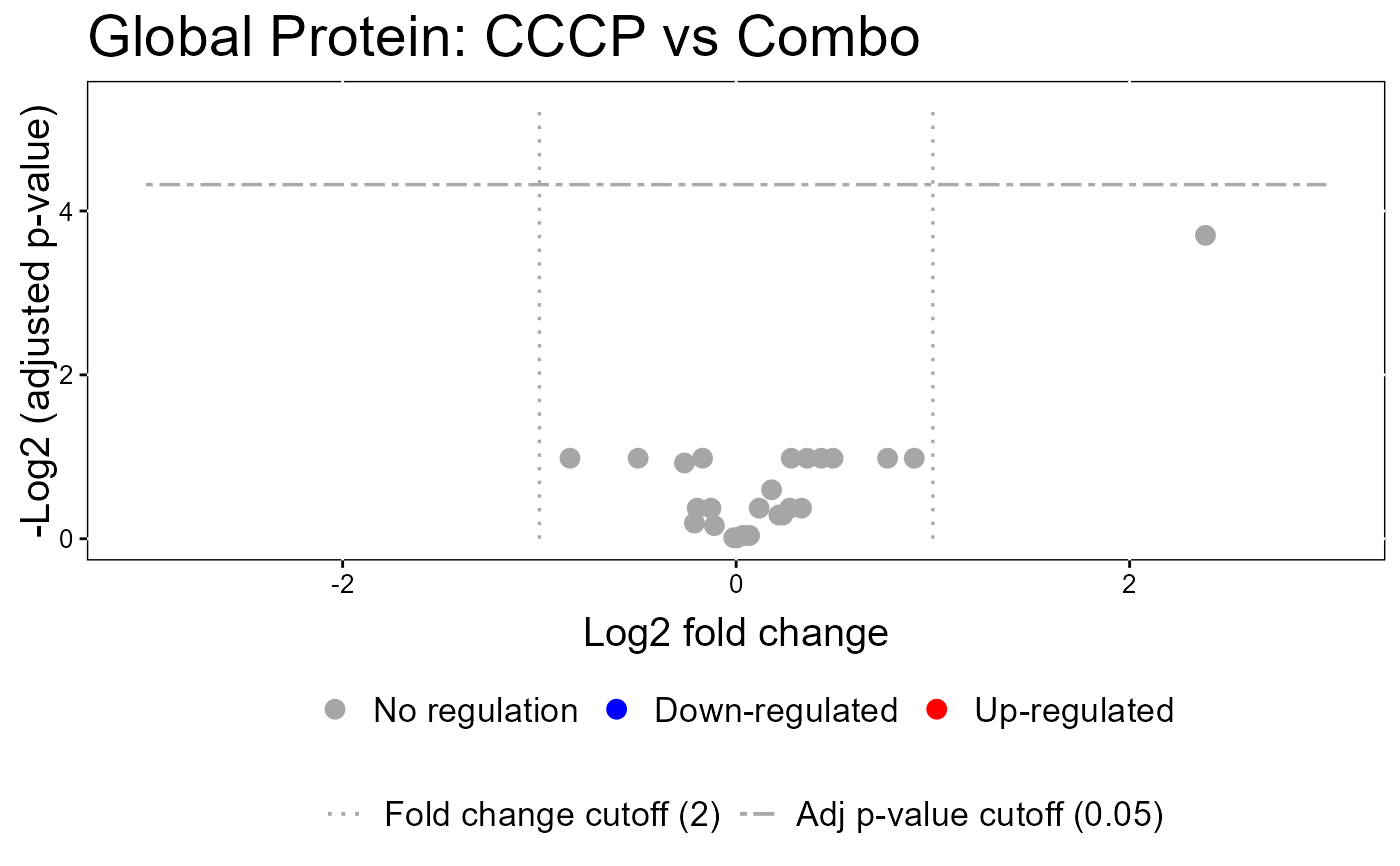 Global Protein: CCCP vs Combo
-Log2 (adjusted p-value)
4
2
0
-2 0 2
Log2 fold change
No regulation Down-regulated Up-regulated
Fold change cutoff (2) Adj p-value cutoff (0.05)